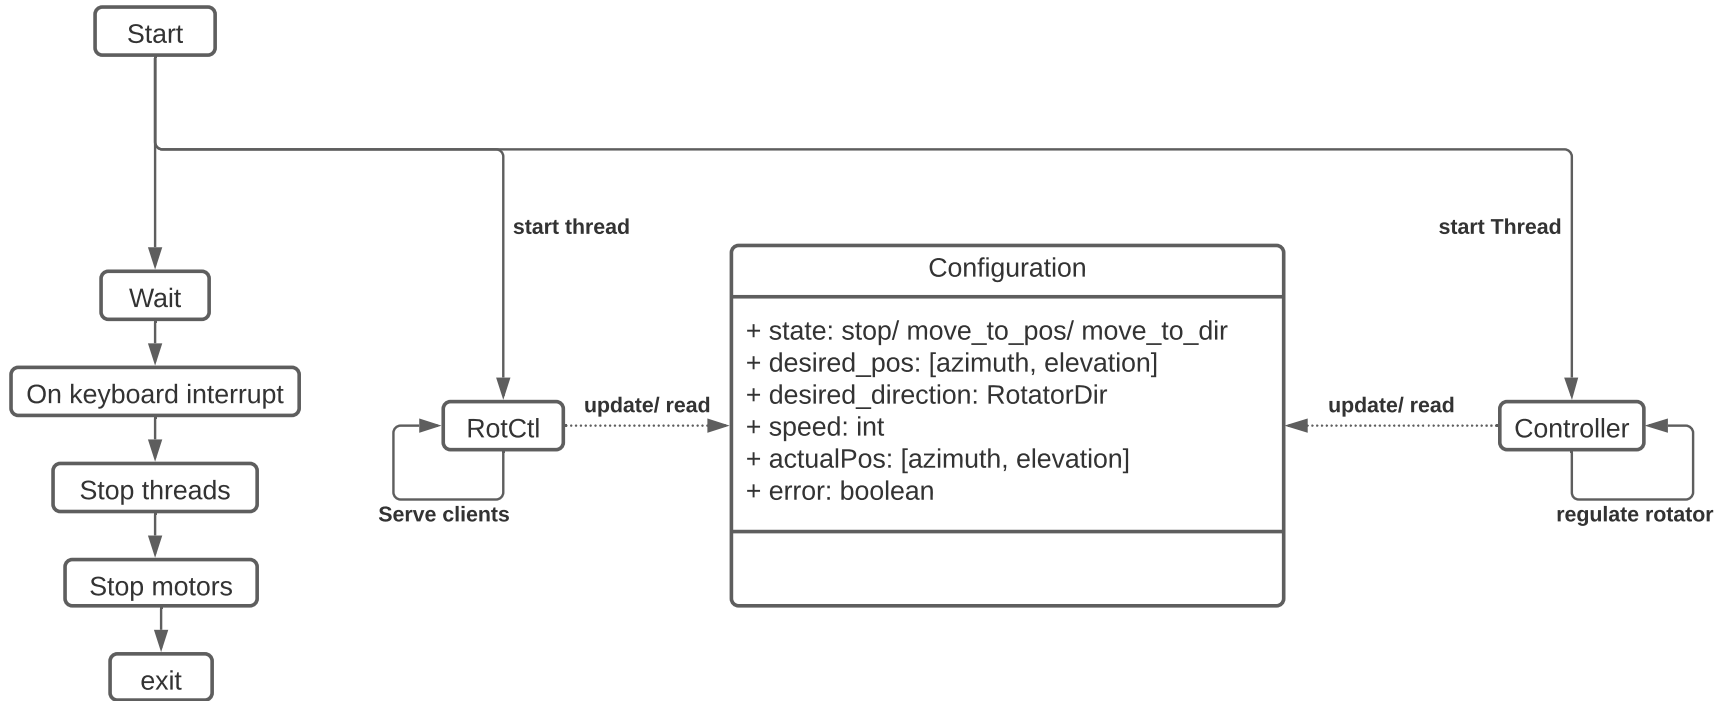 Start
start thread
start Thread
Configuration
Wait
+ state: stop/ move_to_pos/ move_to_dir
+ desired_pos: [azimuth, elevation]
+ desired_direction: RotatorDir
+ speed: int
+ actualPos: [azimuth, elevation]
+ error: boolean
On keyboard interrupt
update/ read
update/ read
RotCtl
Controller
Stop threads
Serve clients
regulate rotator
Stop motors
exit